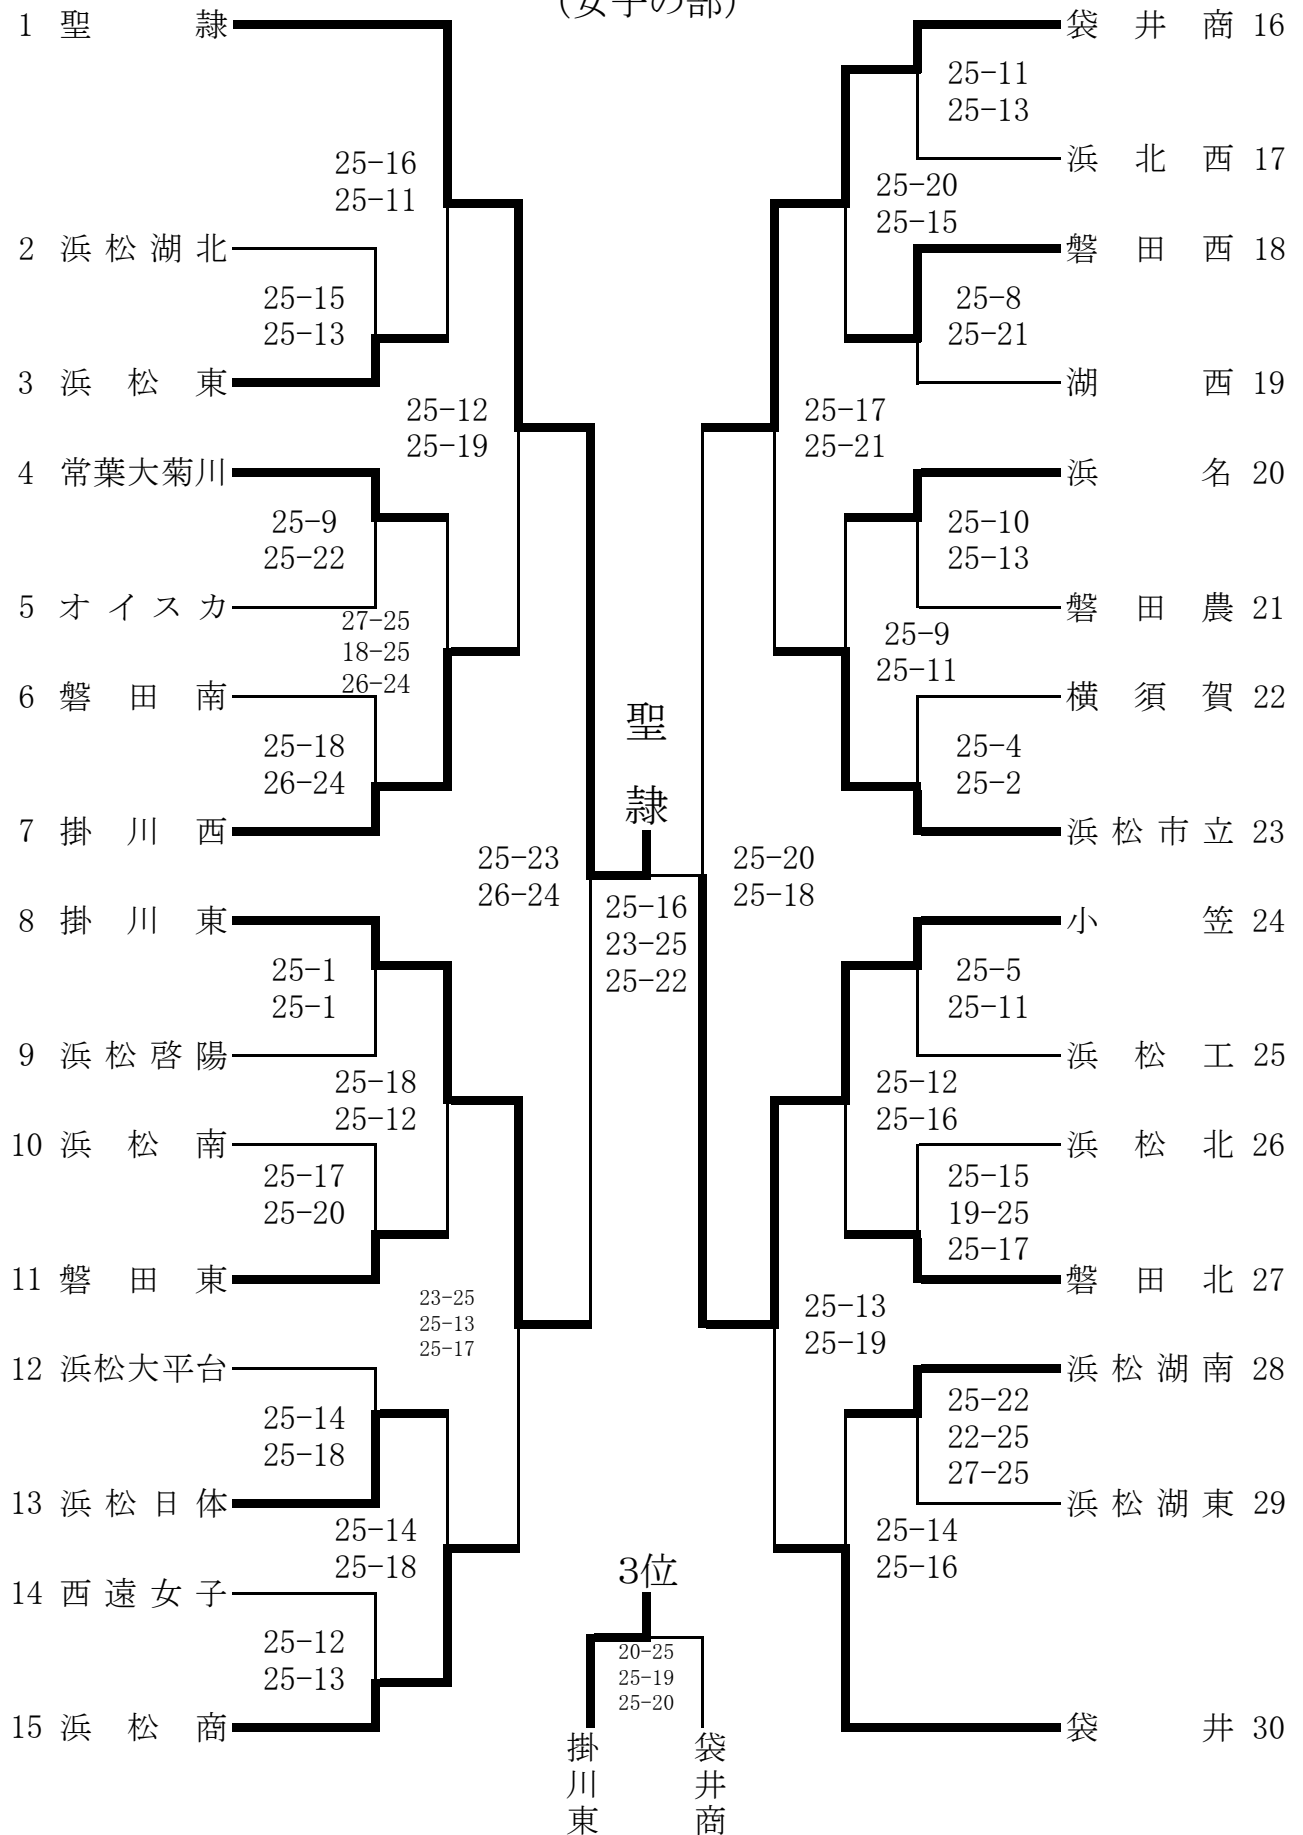 (女子の部)
1 聖隷
25-16
25-11
2 浜松湖北
25-15
25-13
3 浜松東
25-12
25-19
4 常葉大菊川
25-9
25-22
5 オイスカ
27-25
18-25
26-24
6 磐田南
25-18
26-24
7 掛川西
25-23
26-24
8 掛川東
25-1
25-1
9 浜松啓陽
25-18
25-12
10 浜松南
25-17
25-20
11 磐田東
23-25
25-13
25-17
12 浜松大平台
25-14
25-18
13 浜松日体
25-14
25-18
14 西遠女子
25-12
25-13
15 浜松商
聖
隷
25-16
23-25
25-22
3位
20-25
25-19
25-20
掛川東
袋井商
袋井商 16
25-11
25-13
浜北西 17
25-20
25-15
磐田西 18
25-8
25-21
湖西 19
25-17
25-21
浜名 20
25-10
25-13
磐田農 21
25-9
25-11
横須賀 22
25-4
25-2
浜松市立 23
25-20
25-18
小笠 24
25-5
25-11
浜松工 25
25-12
25-16
浜松北 26
25-15
19-25
25-17
磐田北 27
25-13
25-19
浜松湖南 28
25-22
22-25
27-25
浜松湖東 29
25-14
25-16
袋井 30